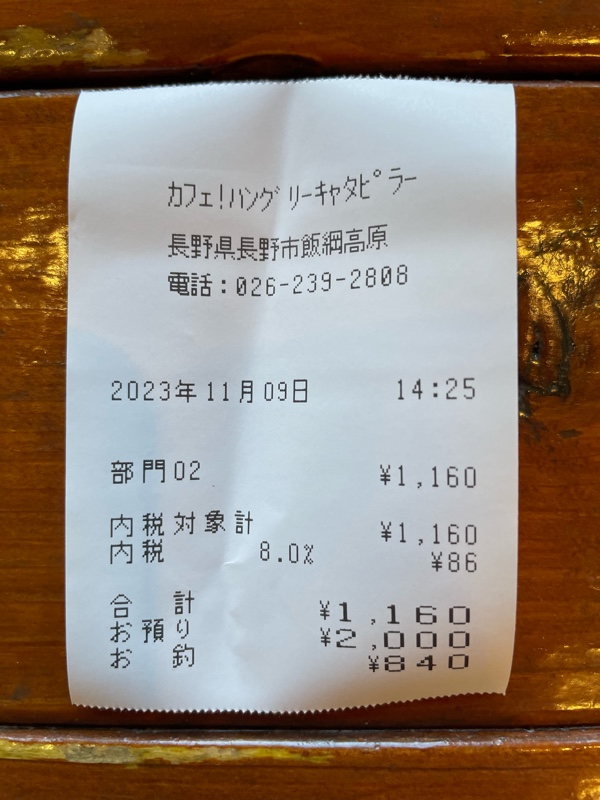 カフェ!ハングリーキャタピラー
長野県長野市飯綱高原
電話:026-239-2808
2023年11月09日 14:25
部門02 ¥1,160
内税対象計 ¥1,160
内税 8.0% ¥86
合計 ¥1,160
お預り ¥2,000
お釣 ¥840